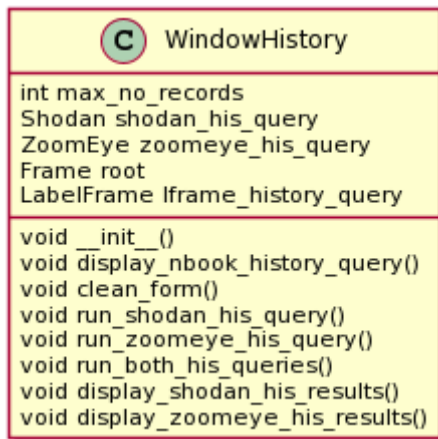 C WindowHistory
int max_no_records
Shodan shodan_his_query
ZoomEye zoomeye_his_query
Frame root
LabelFrame lframe_history_query
void __init__()
void display_nbook_history_query()
void clean_form()
void run_shodan_his_query()
void run_zoomeye_his_query()
void run_both_his_queries()
void display_shodan_his_results()
void display_zoomeye_his_results()